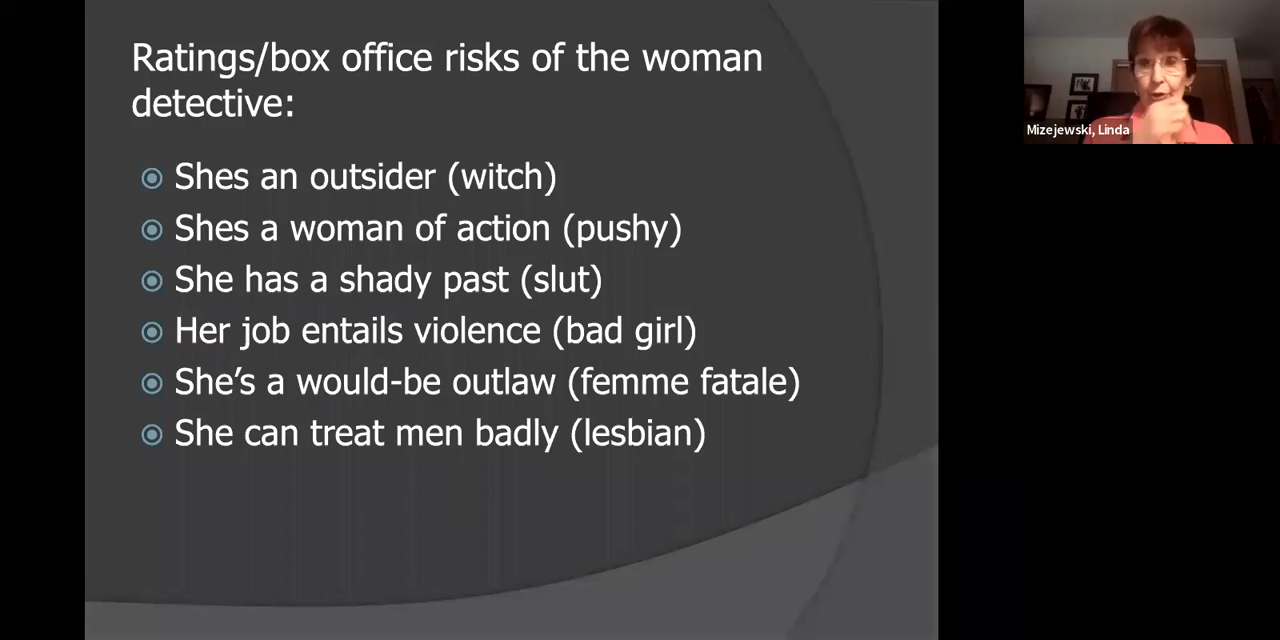 Ratings/box office risks of the woman
detective:
Shes an outsider (witch)
Shes a woman of action (pushy)
She has a shady past (slut)
Her job entails violence (bad girl)
She’s a would-be outlaw (femme fatale)
She can treat men badly (lesbian)
Mizejewski, Linda